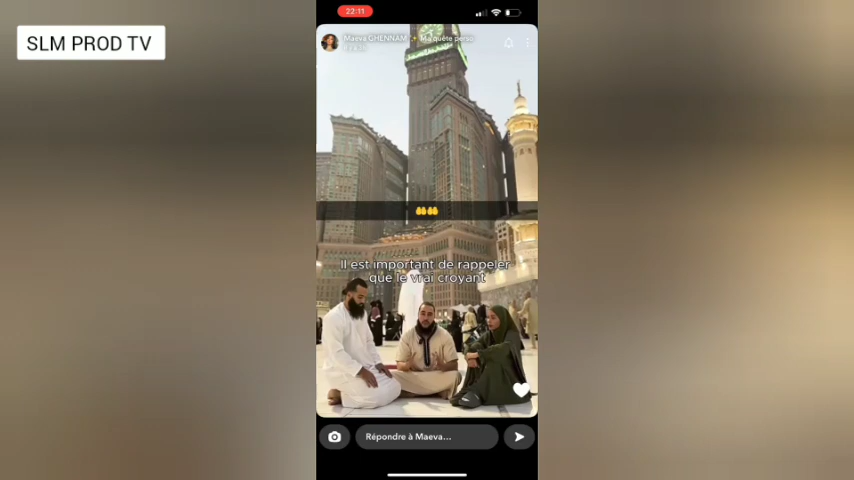 SLM PROD TV
22:11
Maeva GHENNAM ✨ Ma quête perso
Il est important de rappeler
que le vrai croyant
Répondre à Maeva...